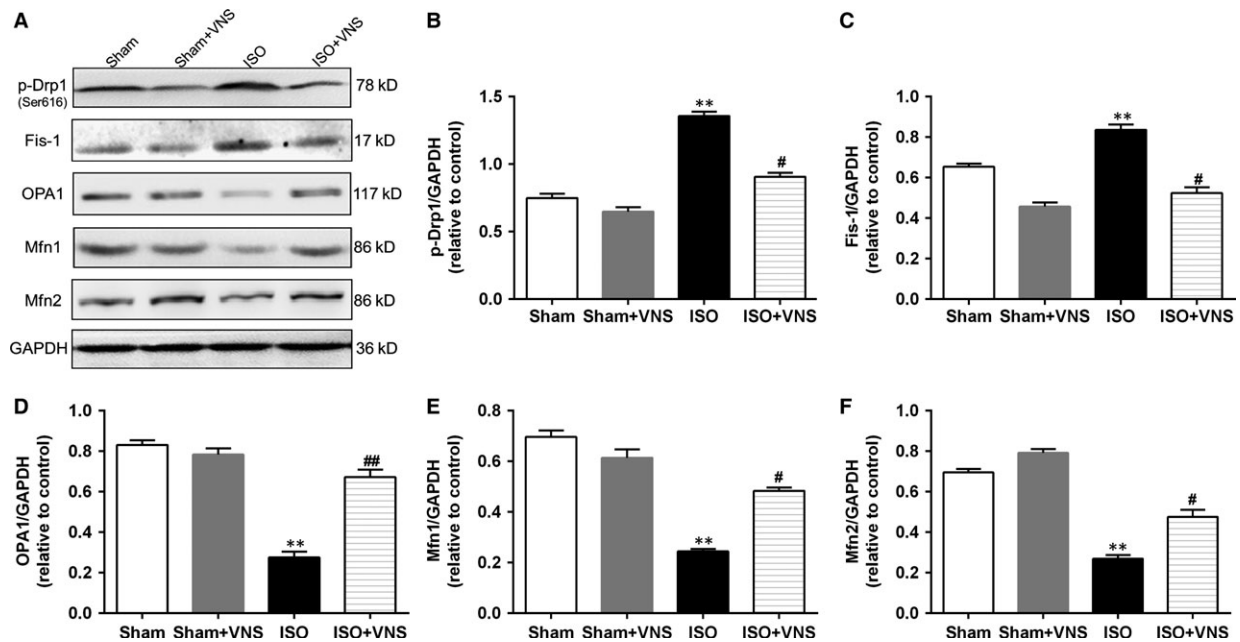 A
Sham
Sham+VNS
ISO
ISO+VNS
p-Drp1
(Ser616)
78 kD
Fis-1
17 kD
OPA1
117 kD
Mfn1
86 kD
Mfn2
86 kD
GAPDH
36 kD
B
p-Drp1/GAPDH
(relative to control)
1.5
1.0
0.5
0.0
**
#
Sham Sham+VNS ISO ISO+VNS
C
Fis-1/GAPDH
(relative to control)
1.0
0.8
0.6
0.4
0.2
0.0
**
#
Sham Sham+VNS ISO ISO+VNS
D
OPA1/GAPDH
(relative to control)
1.0
0.8
0.6
0.4
0.2
0.0
**
##
Sham Sham+VNS ISO ISO+VNS
E
Mfn1/GAPDH
(relative to control)
0.8
0.6
0.4
0.2
0.0
**
#
Sham Sham+VNS ISO ISO+VNS
F
Mfn2/GAPDH
(relative to control)
1.0
0.8
0.6
0.4
0.2
0.0
**
#
Sham Sham+VNS ISO ISO+VNS